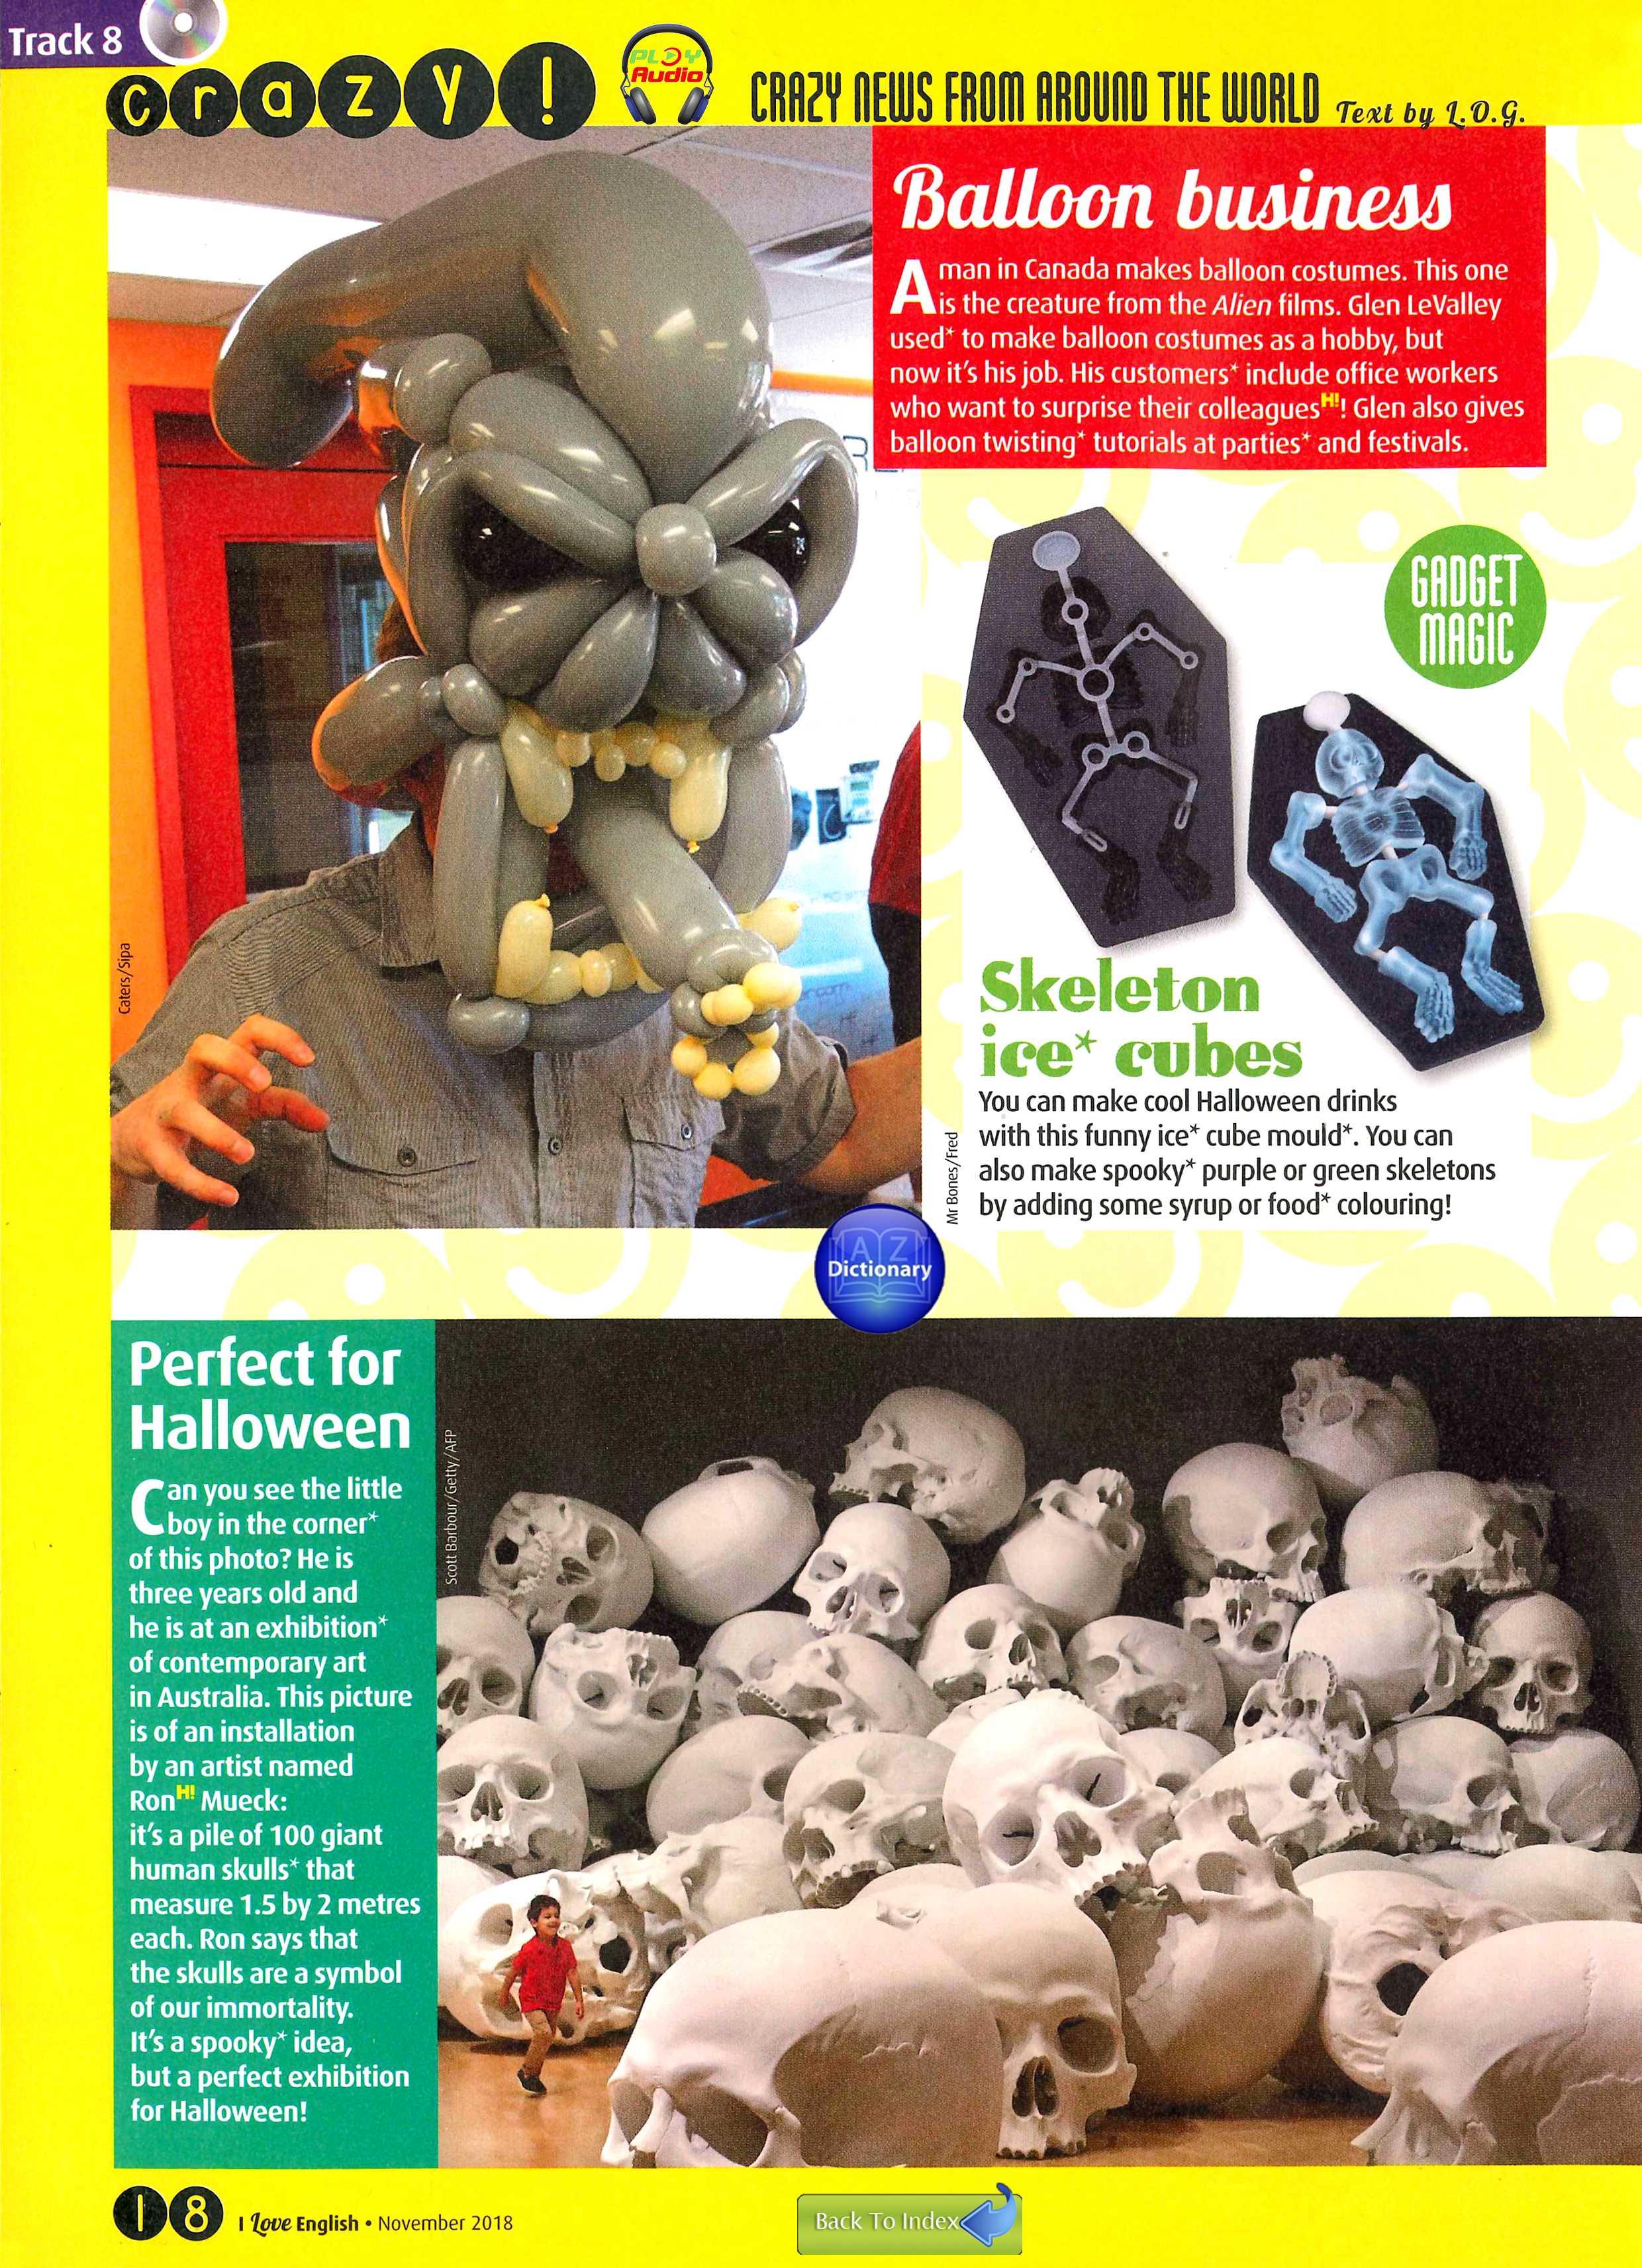 Track 8
crazy!
PLAY
Audio
CRAZY NEWS FROM AROUND THE WORLD Text by L.O.G.
Balloon business
A man in Canada makes balloon costumes. This one
is the creature from the Alien films. Glen LeValley
used* to make balloon costumes as a hobby, but
now it's his job. His customers* include office workers
who want to surprise their colleaguesH!! Glen also gives
balloon twisting* tutorials at parties* and festivals.
GADGET
MAGIC
Caters/Sipa
Skeleton
ice* cubes
You can make cool Halloween drinks
with this funny ice* cube mould*. You can
also make spooky* purple or green skeletons
by adding some syrup or food* colouring!
Mr Bones/Fred
A Z
Dictionary
Perfect for
Halloween
Can you see the little
boy in the corner*
of this photo? He is
three years old and
he is at an exhibition*
of contemporary art
in Australia. This picture
is of an installation
by an artist named
RonH! Mueck:
it's a pile of 100 giant
human skulls* that
measure 1.5 by 2 metres
each. Ron says that
the skulls are a symbol
of our immortality.
It's a spooky* idea,
but a perfect exhibition
for Halloween!
Scott Barbour/Getty/AFP
18
I Love English • November 2018
Back To Index